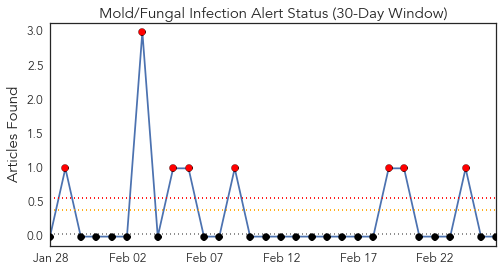 Mold/Fungal Infection Alert Status (30-Day Window)
Articles Found
3.0
2.5
2.0
1.5
1.0
0.5
0.0
Jan 28 Feb 02 Feb 07 Feb 12 Feb 17 Feb 22